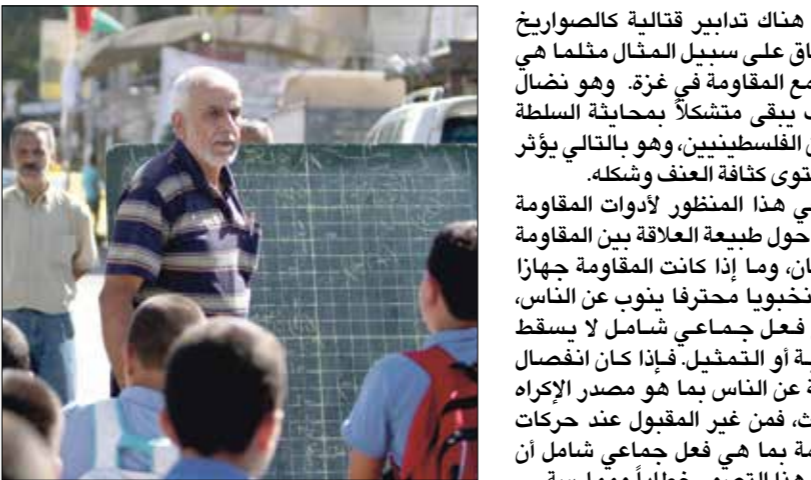 هناك تدابير قتالية كالصواريخ
على سبيل المثال مثلما هي
مع المقاومة في غزة. وهو نضال
يبقى متشكلاً بمحايثة السلطة
الفلسطينيين، وهو بالتالي يؤثر
كثافة العنف وشكله.
هذا المنظور لأدوات المقاومة
حول طبيعة العلاقة بين المقاومة
وما إذا كانت المقاومة جهازا
نخبويا محترفا ينوب عن الناس،
فعل جماعي شامل لا يسقط
أو التمثيل. فإذا كان انفصال
عن الناس بما هو مصدر الإكراه
فمن غير المقبول عند حركات
بما هي فعل جماعي شامل أن
هذا